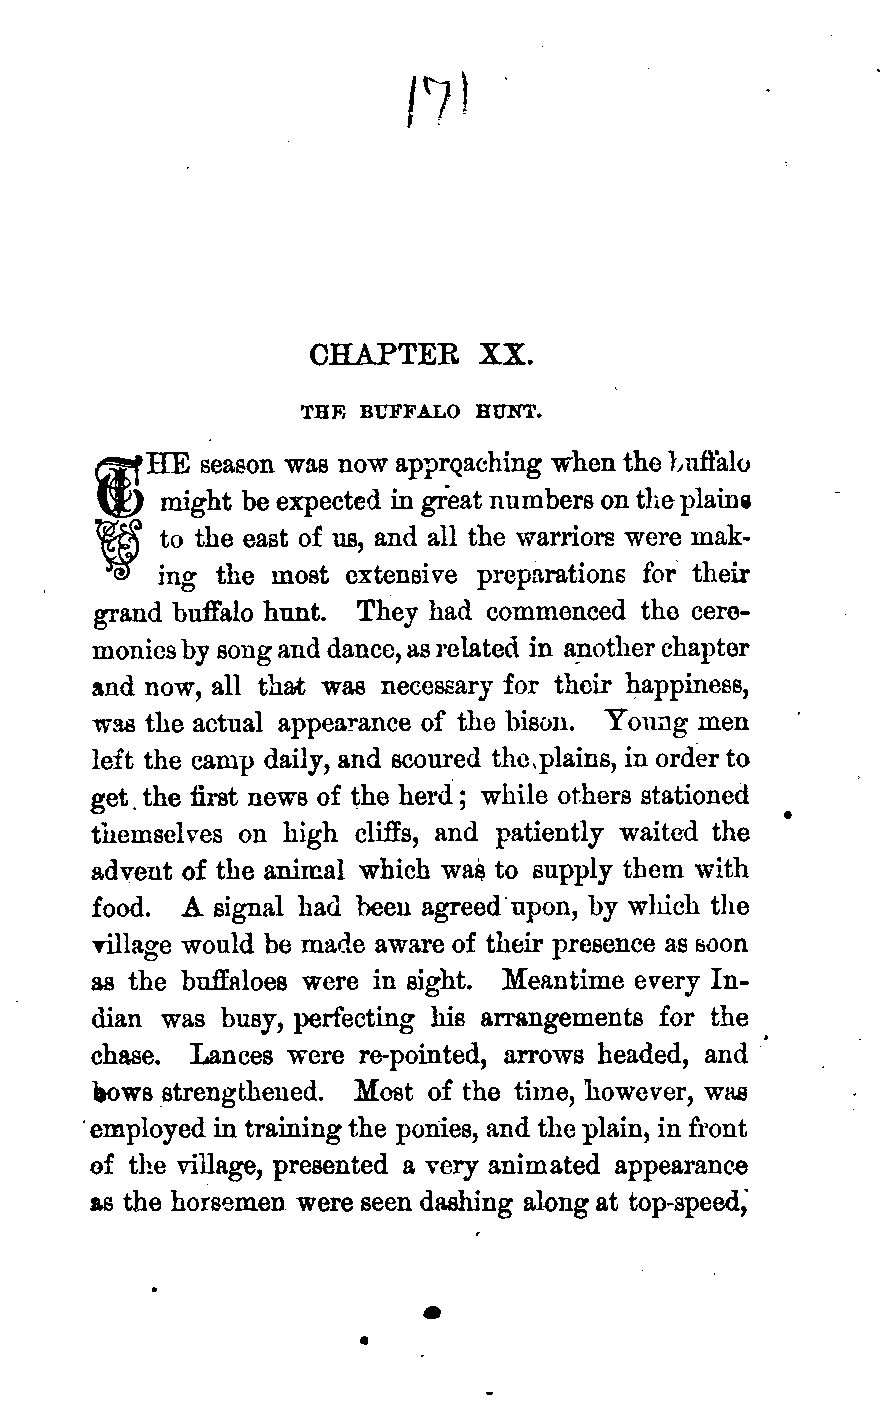 171
CHAPTER XX.
THE BUFFALO HUNT.
THE season was now approaching when the buffalo
might be expected in great numbers on the plains
to the east of us, and all the warriors were mak-
ing the most extensive preparations for their
grand buffalo hunt. They had commenced the cere-
monies by song and dance, as related in another chapter
and now, all that was necessary for their happiness,
was the actual appearance of the bison. Young men
left the camp daily, and scoured the plains, in order to
get the first news of the herd; while others stationed
themselves on high cliffs, and patiently waited the
advent of the animal which was to supply them with
food. A signal had been agreed upon, by which the
village would be made aware of their presence as soon
as the buffaloes were in sight. Meantime every In-
dian was busy, perfecting his arrangements for the
chase. Lances were re-pointed, arrows headed, and
bows strengthened. Most of the time, however, was
employed in training the ponies, and the plain, in front
of the village, presented a very animated appearance
as the horsemen were seen dashing along at top-speed,